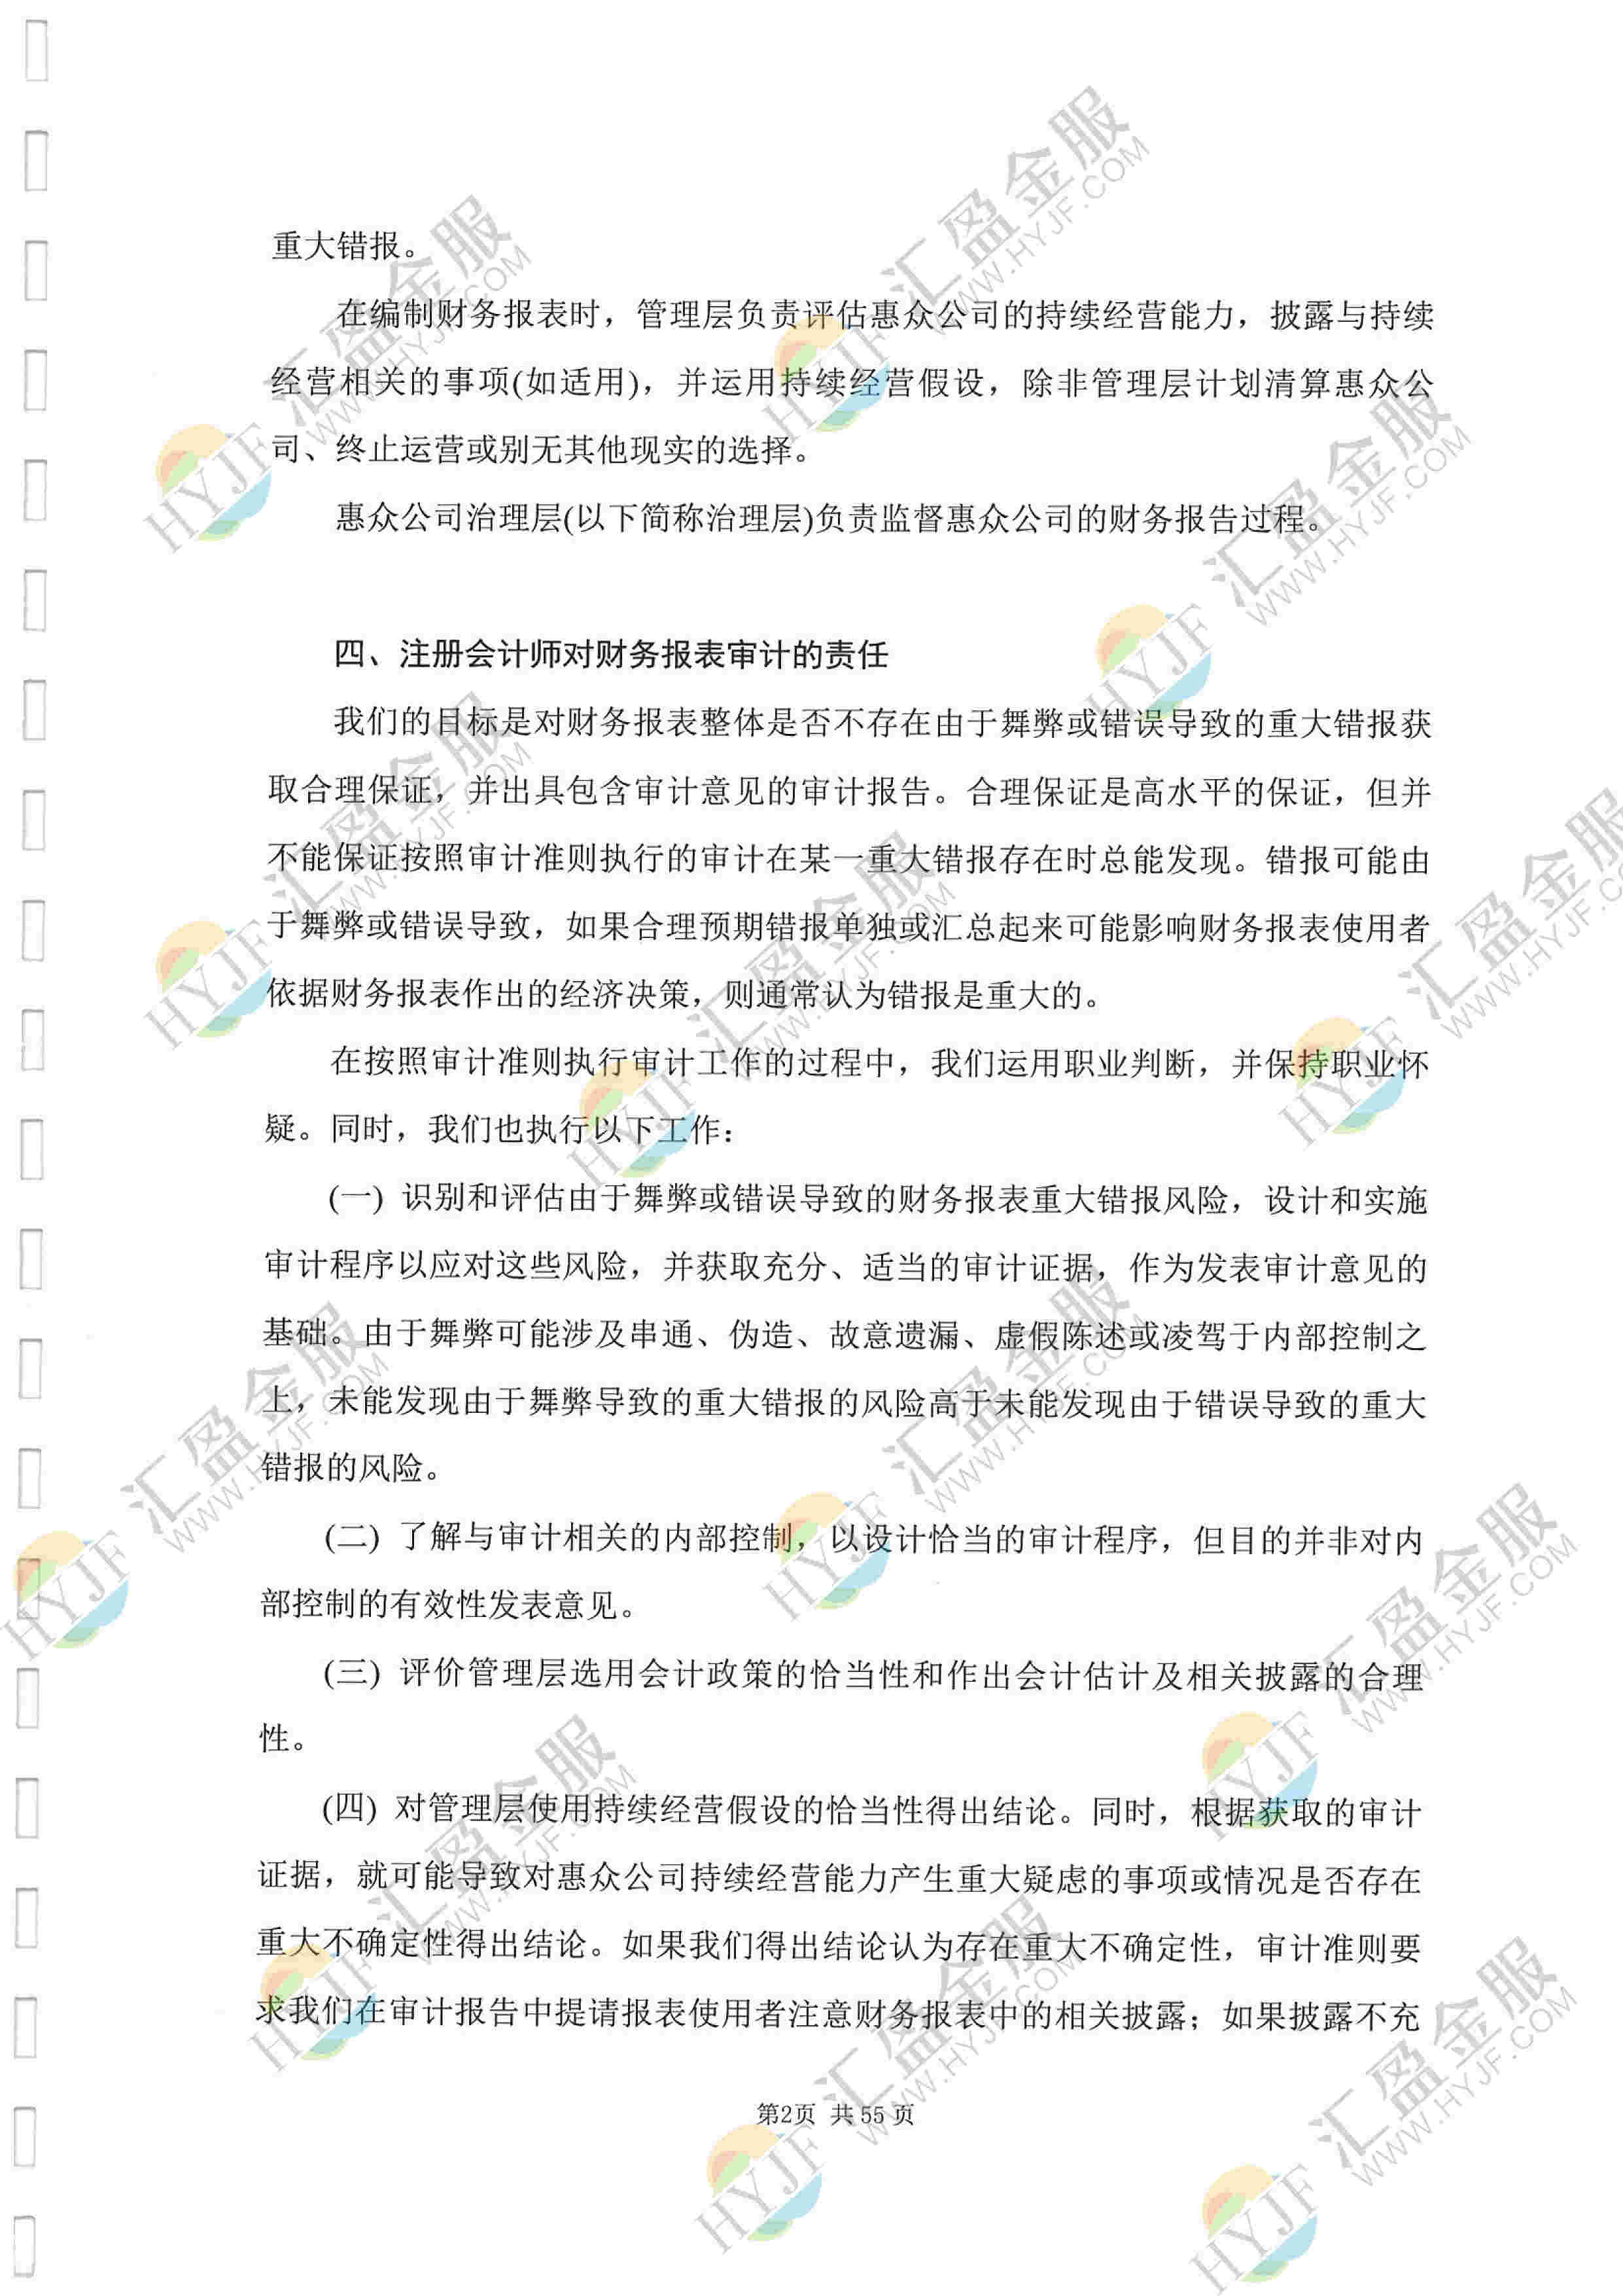 重大错报。
在编制财务报表时，管理层负责评估惠众公司的持续经营能力，披露与持续
经营相关的事项(如适用)，并运用持续经营假设，除非管理层计划清算惠众公
司、终止运营或别无其他现实的选择。
惠众公司治理层(以下简称治理层)负责监督惠众公司的财务报告过程。
四、注册会计师对财务报表审计的责任
我们的目标是对财务报表整体是否不存在由于舞弊或错误导致的重大错报获
取合理保证，并出具包含审计意见的审计报告。合理保证是高水平的保证，但并
不能保证按照审计准则执行的审计在某一重大错报存在时总能发现。错报可能由
于舞弊或错误导致，如果合理预期错报单独或汇总起来可能影响财务报表使用者
依据财务报表作出的经济决策，则通常认为错报是重大的。
在按照审计准则执行审计工作的过程中，我们运用职业判断，并保持职业怀
疑。同时，我们也执行以下工作：
(一) 识别和评估由于舞弊或错误导致的财务报表重大错报风险，设计和实施
审计程序以应对这些风险，并获取充分、适当的审计证据，作为发表审计意见的
基础。由于舞弊可能涉及串通、伪造、故意遗漏、虚假陈述或凌驾于内部控制之
上，未能发现由于舞弊导致的重大错报的风险高于未能发现由于错误导致的重大
错报的风险。
(二) 了解与审计相关的内部控制，以设计恰当的审计程序，但目的并非对内
部控制的有效性发表意见。
(三) 评价管理层选用会计政策的恰当性和作出会计估计及相关披露的合理
性。
(四) 对管理层使用持续经营假设的恰当性得出结论。同时，根据获取的审计
证据，就可能导致对惠众公司持续经营能力产生重大疑虑的事项或情况是否存在
重大不确定性得出结论。如果我们得出结论认为存在重大不确定性，审计准则要
求我们在审计报告中提请报表使用者注意财务报表中的相关披露；如果披露不充
第2页 共 55 页
HYJF 汇盈金服
WWW.HYJF.COM